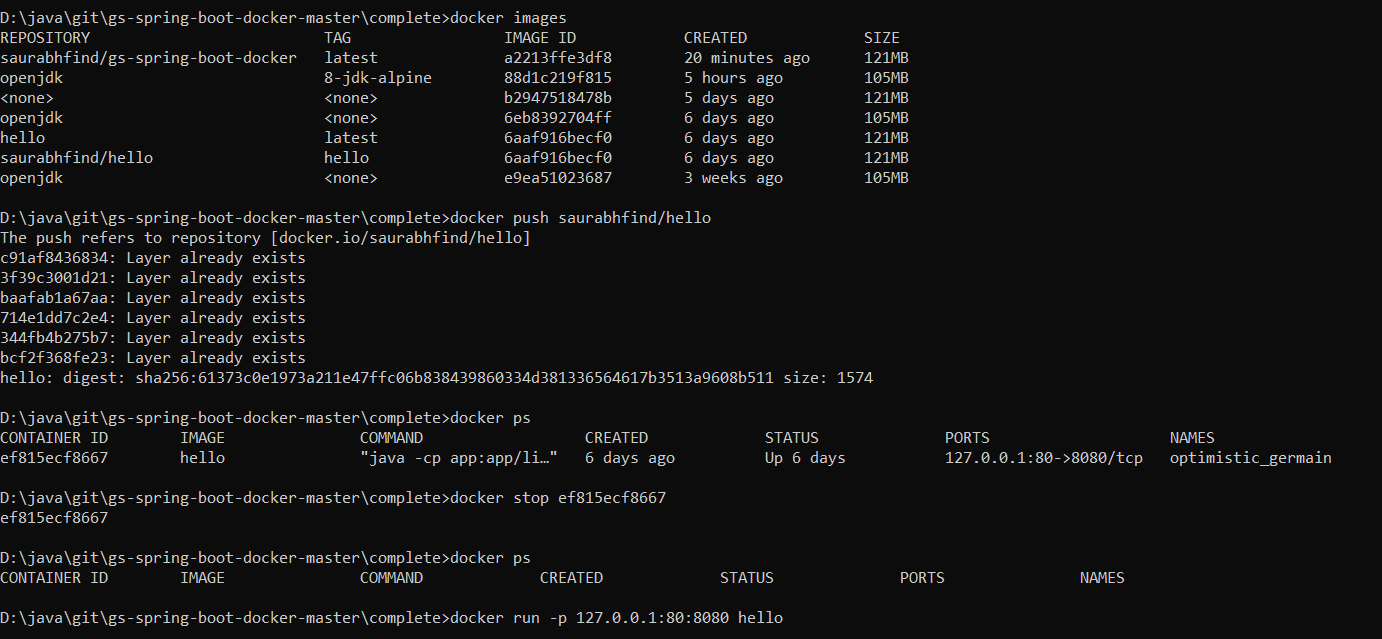 D:\java\git\gs-spring-boot-docker-master\complete>docker images
REPOSITORY TAG IMAGE ID CREATED SIZE
saurabhfind/gs-spring-boot-docker latest a2213ffe3df8 20 minutes ago 121MB
openjdk 8-jdk-alpine 88d1c219f815 5 hours ago 105MB
<none> <none> b2947518478b 5 days ago 121MB
openjdk <none> 6eb8392704ff 6 days ago 105MB
hello latest 6aaf916becf0 6 days ago 121MB
saurabhfind/hello hello 6aaf916becf0 6 days ago 121MB
openjdk <none> e9ea51023687 3 weeks ago 105MB
D:\java\git\gs-spring-boot-docker-master\complete>docker push saurabhfind/hello
The push refers to repository [docker.io/saurabhfind/hello]
c91af8436834: Layer already exists
3f39c3001d21: Layer already exists
baafab1a67aa: Layer already exists
714e1dd7c2e4: Layer already exists
344fb4b275b7: Layer already exists
bcf2f368fe23: Layer already exists
hello: digest: sha256:61373c0e1973a211e47ffc06b838439860334d381336564617b3513a9608b511 size: 1574
D:\java\git\gs-spring-boot-docker-master\complete>docker ps
CONTAINER ID IMAGE COMMAND CREATED STATUS PORTS NAMES
ef815ecf8667 hello "java -cp app:app/li…" 6 days ago Up 6 days 127.0.0.1:80->8080/tcp optimistic_germain
D:\java\git\gs-spring-boot-docker-master\complete>docker stop ef815ecf8667
ef815ecf8667
D:\java\git\gs-spring-boot-docker-master\complete>docker ps
CONTAINER ID IMAGE COMMAND CREATED STATUS PORTS NAMES
D:\java\git\gs-spring-boot-docker-master\complete>docker run -p 127.0.0.1:80:8080 hello